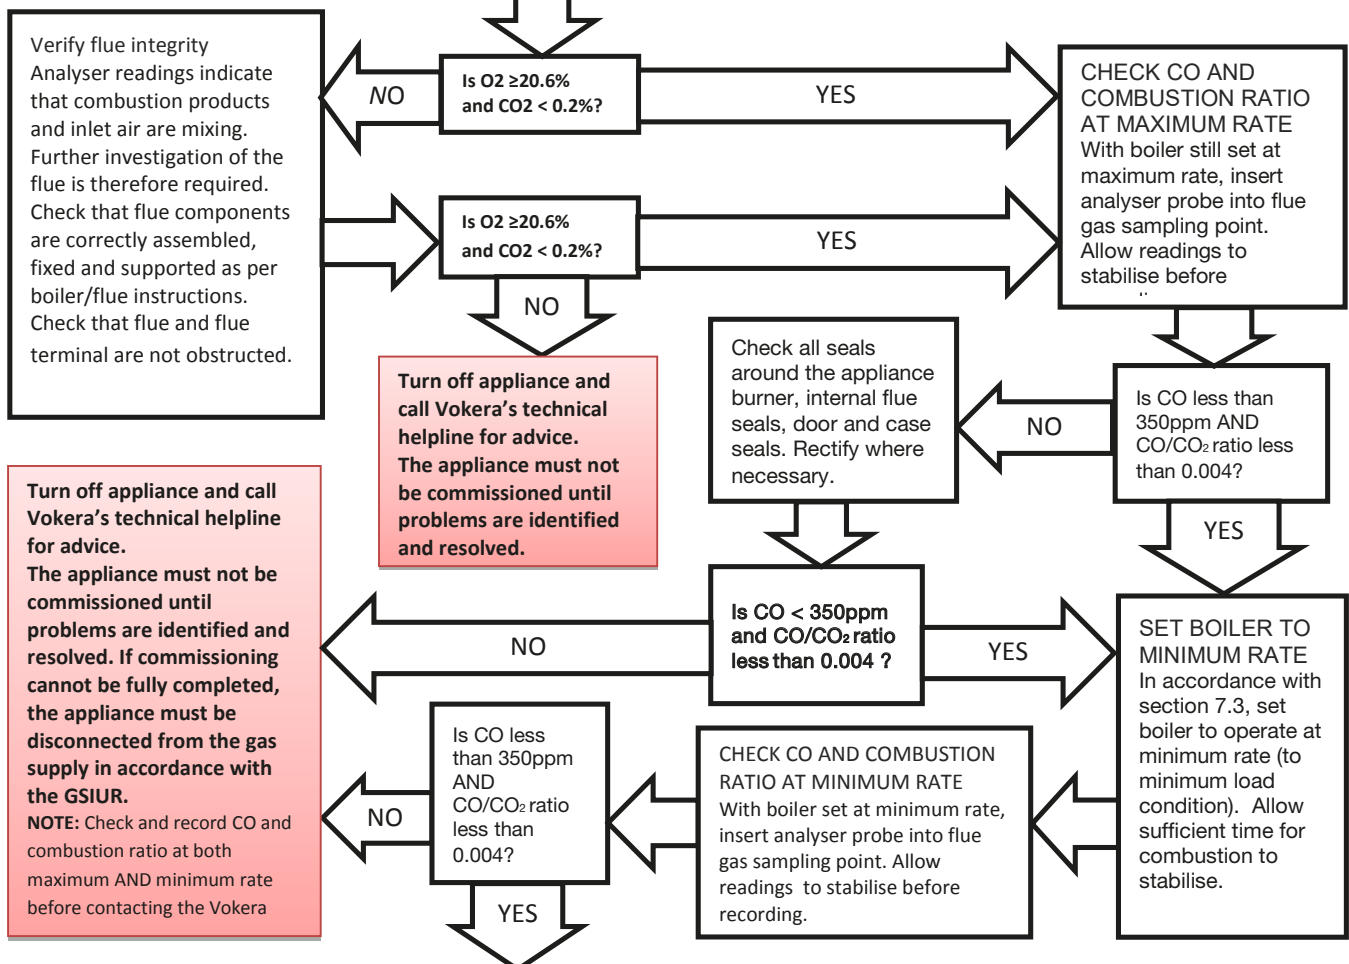 Verify flue integrity
Analyser readings indicate
that combustion products
and inlet air are mixing.
Further investigation of the
flue is therefore required.
Check that flue components
are correctly assembled,
fixed and supported as per
boiler/flue instructions.
Check that flue and flue
terminal are not obstructed.
NO
Is O2 ≥20.6%
and CO2 < 0.2%?
YES
CHECK CO AND
COMBUSTION RATIO
AT MAXIMUM RATE
With boiler still set at
maximum rate, insert
analyser probe into flue
gas sampling point.
Allow readings to
stabilise before
Is O2 ≥20.6%
and CO2 < 0.2%?
YES
NO
Turn off appliance and
call Vokera’s technical
helpline for advice.
The appliance must not
be commissioned until
problems are identified
and resolved.
Check all seals
around the appliance
burner, internal flue
seals, door and case
seals. Rectify where
necessary.
NO
Is CO less than
350ppm AND
CO/CO₂ ratio less
than 0.004?
YES
Turn off appliance and call
Vokera’s technical helpline
for advice.
The appliance must not be
commissioned until
problems are identified and
resolved. If commissioning
cannot be fully completed,
the appliance must be
disconnected from the gas
supply in accordance with
the GSIUR.
NOTE: Check and record CO and
combustion ratio at both
maximum AND minimum rate
before contacting the Vokera
NO
Is CO < 350ppm
and CO/CO₂ ratio
less than 0.004 ?
YES
SET BOILER TO
MINIMUM RATE
In accordance with
section 7.3, set
boiler to operate at
minimum rate (to
minimum load
condition). Allow
sufficient time for
combustion to
stabilise.
CHECK CO AND COMBUSTION
RATIO AT MINIMUM RATE
With boiler set at minimum rate,
insert analyser probe into flue
gas sampling point. Allow
readings to stabilise before
recording.
Is CO less
than 350ppm
AND
CO/CO₂ ratio
less than
0.004?
NO
YES